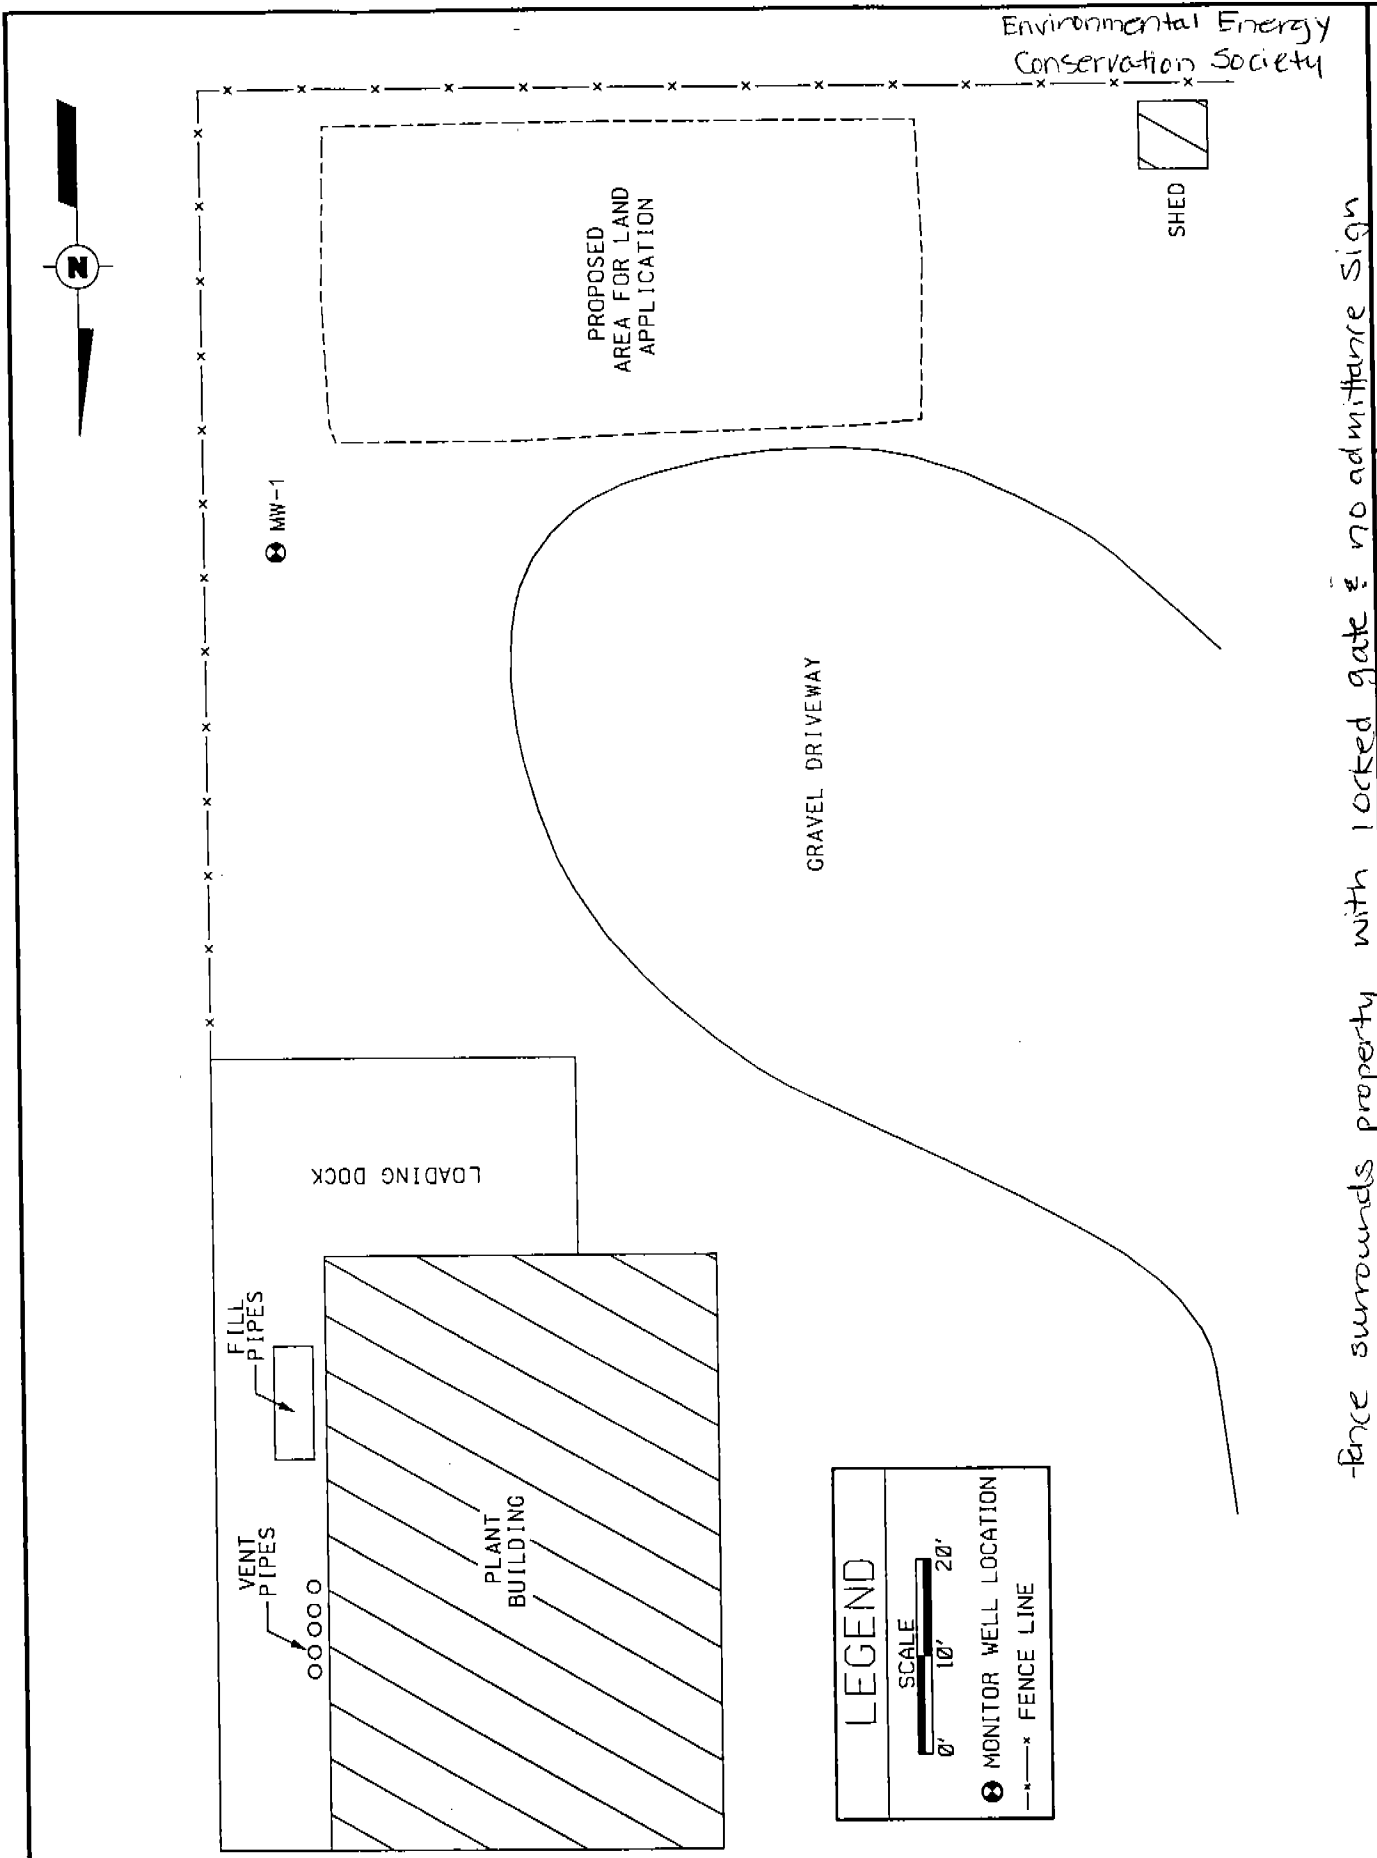 Environmental Energy
Conservation Society
N
PROPOSED
AREA FOR LAND
APPLICATION
SHED
MW-1
GRAVEL DRIVEWAY
LOADING DOCK
FILL
PIPES
VENT
PIPES
PLANT
BUILDING
LEGEND
SCALE
0' 10' 20'
MONITOR WELL LOCATION
—x—x FENCE LINE
-fence surrounds property with locked gate & no admittance sign